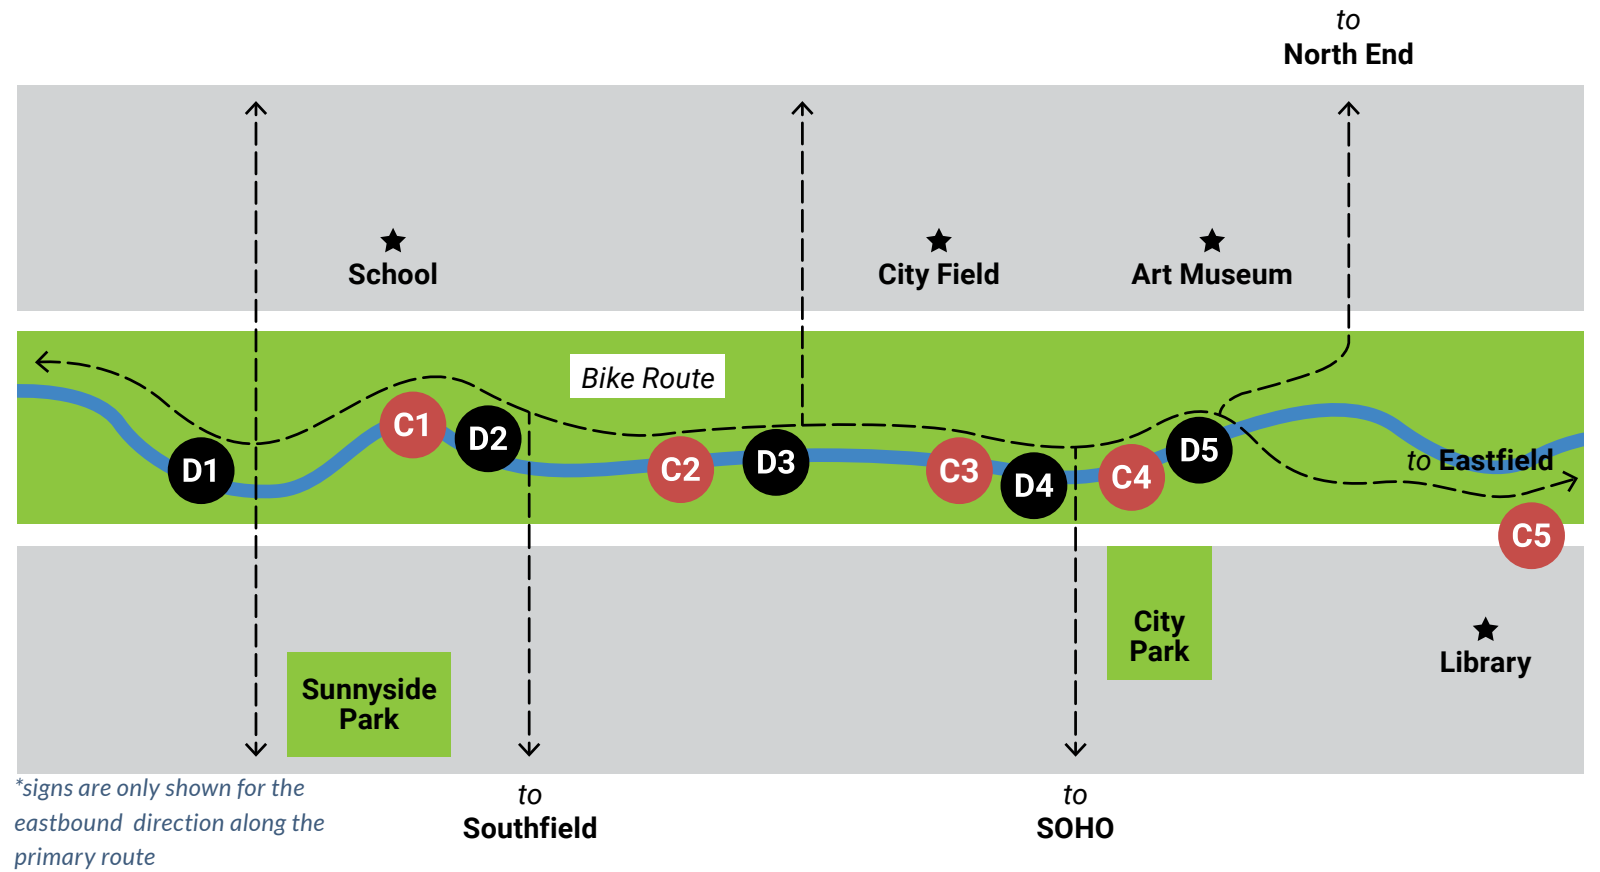 to
North End
School
City Field
Art Museum
Bike Route
C1
D2
D1
C2
D3
C3
D4
C4
D5
to Eastfield
C5
City
Park
Library
Sunnyside
Park
*signs are only shown for the
eastbound direction along the
primary route
to
Southfield
to
SOHO